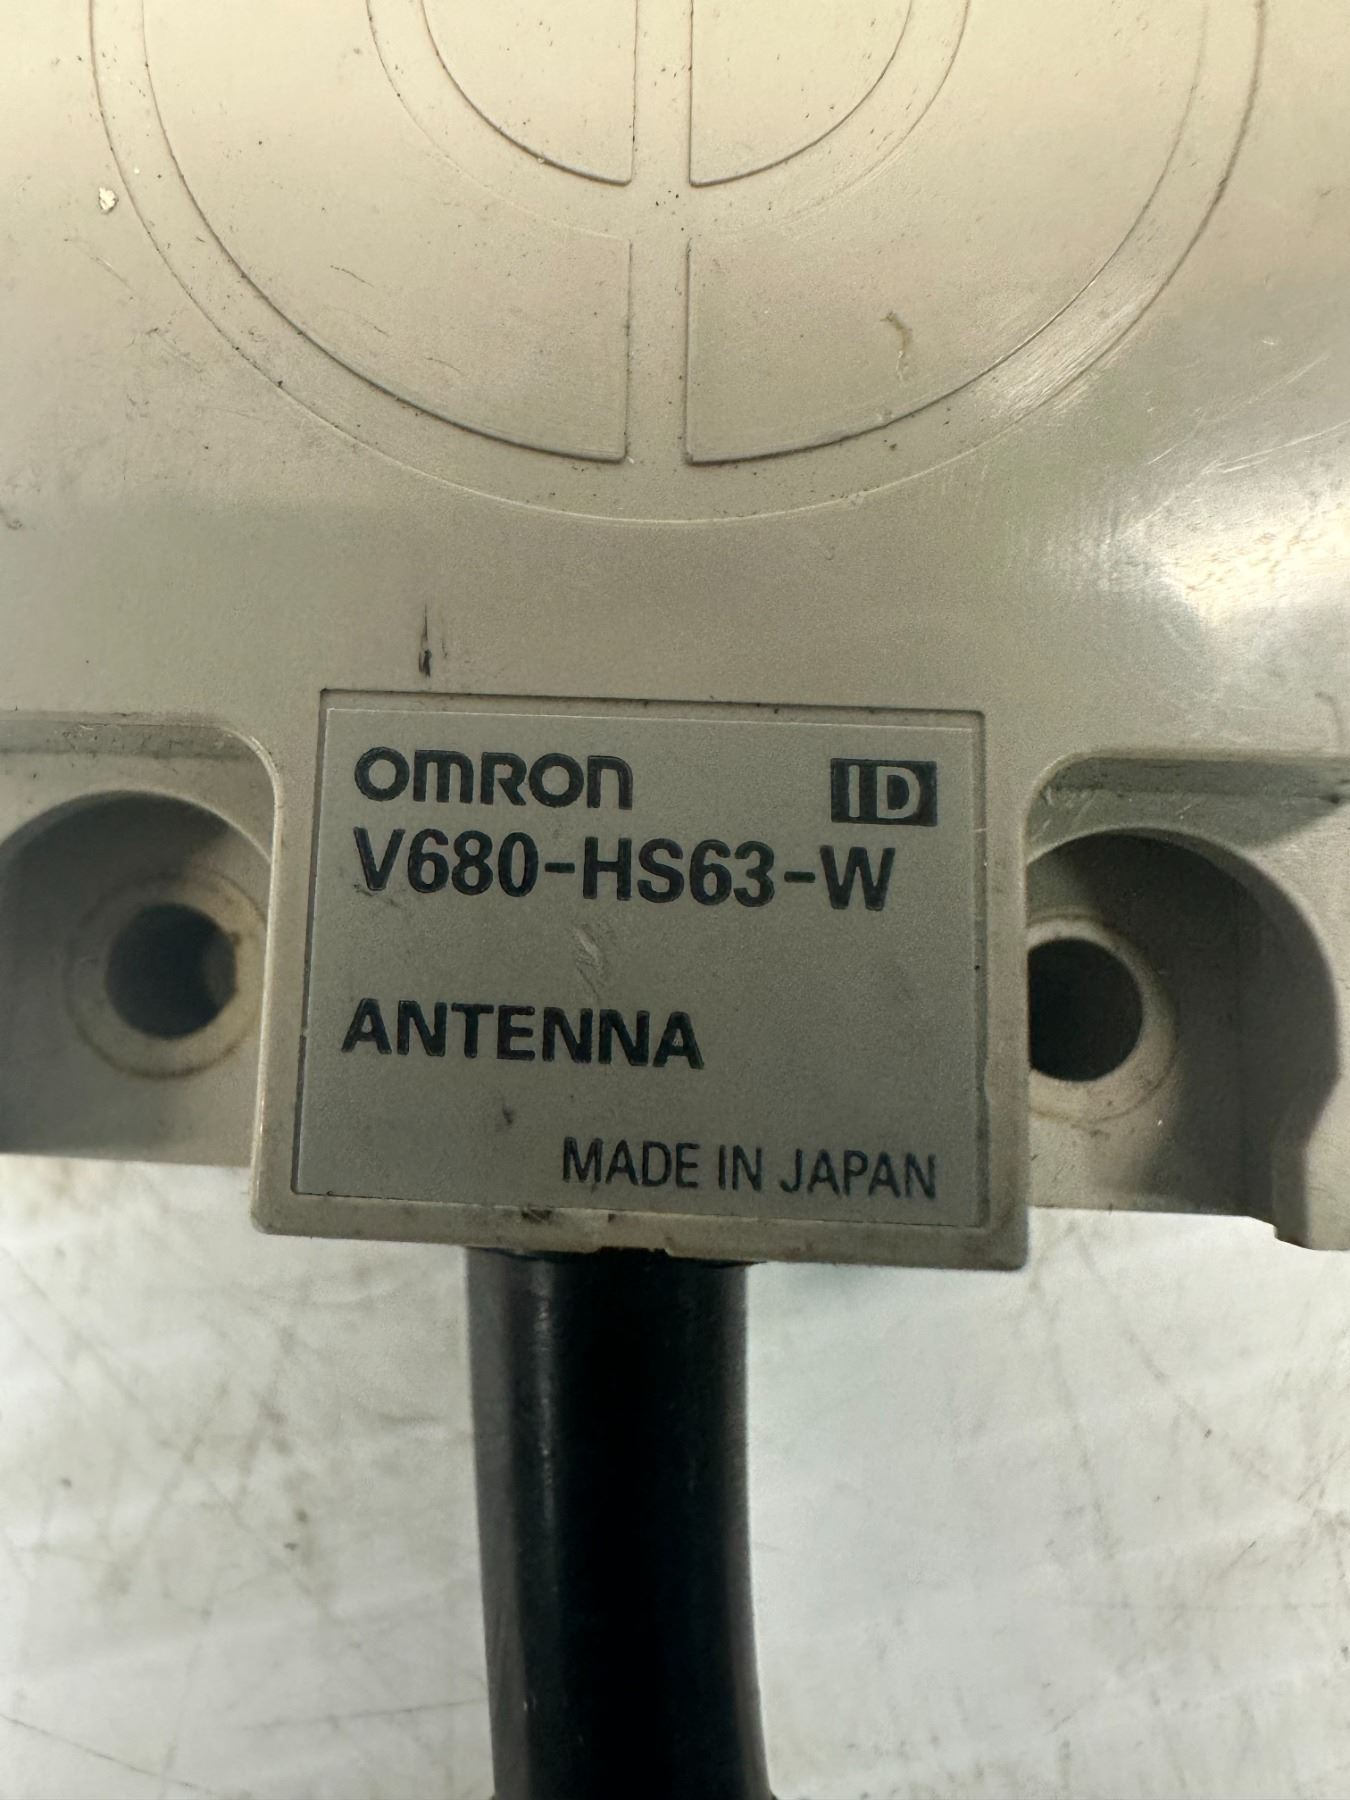 OMRON ID
V680-HS63-W
ANTENNA
MADE IN JAPAN